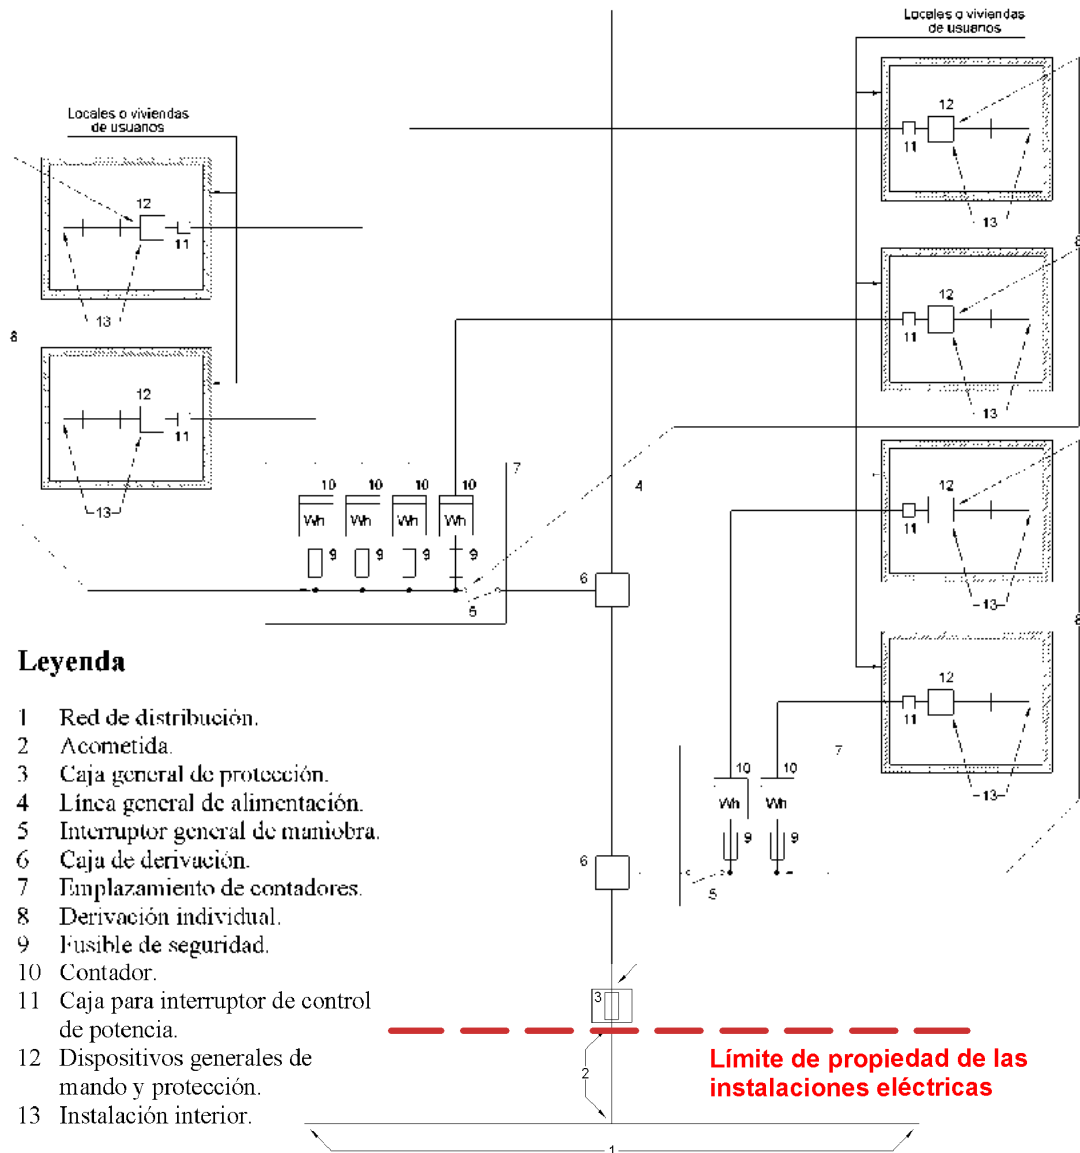 Locales o viviendas
de usuarios
12
11
13
8
Locales o viviendas
de usuarios
12
11
13
12
11
13
8
12
11
13
7
10 10 10 10
Wh Wh Wh Wh
9 9 9 9
4
5
6
12
11
13
8
12
11
13
7
10 10
Wh Wh
9 9
5
6
3
2
1
Leyenda
1 Red de distribución.
2 Acometida.
3 Caja general de protección.
4 Línea general de alimentación.
5 Interruptor general de maniobra.
6 Caja de derivación.
7 Emplazamiento de contadores.
8 Derivación individual.
9 Fusible de seguridad.
10 Contador.
11 Caja para interruptor de control
de potencia.
12 Dispositivos generales de
mando y protección.
13 Instalación interior.
Límite de propiedad de las
instalaciones eléctricas